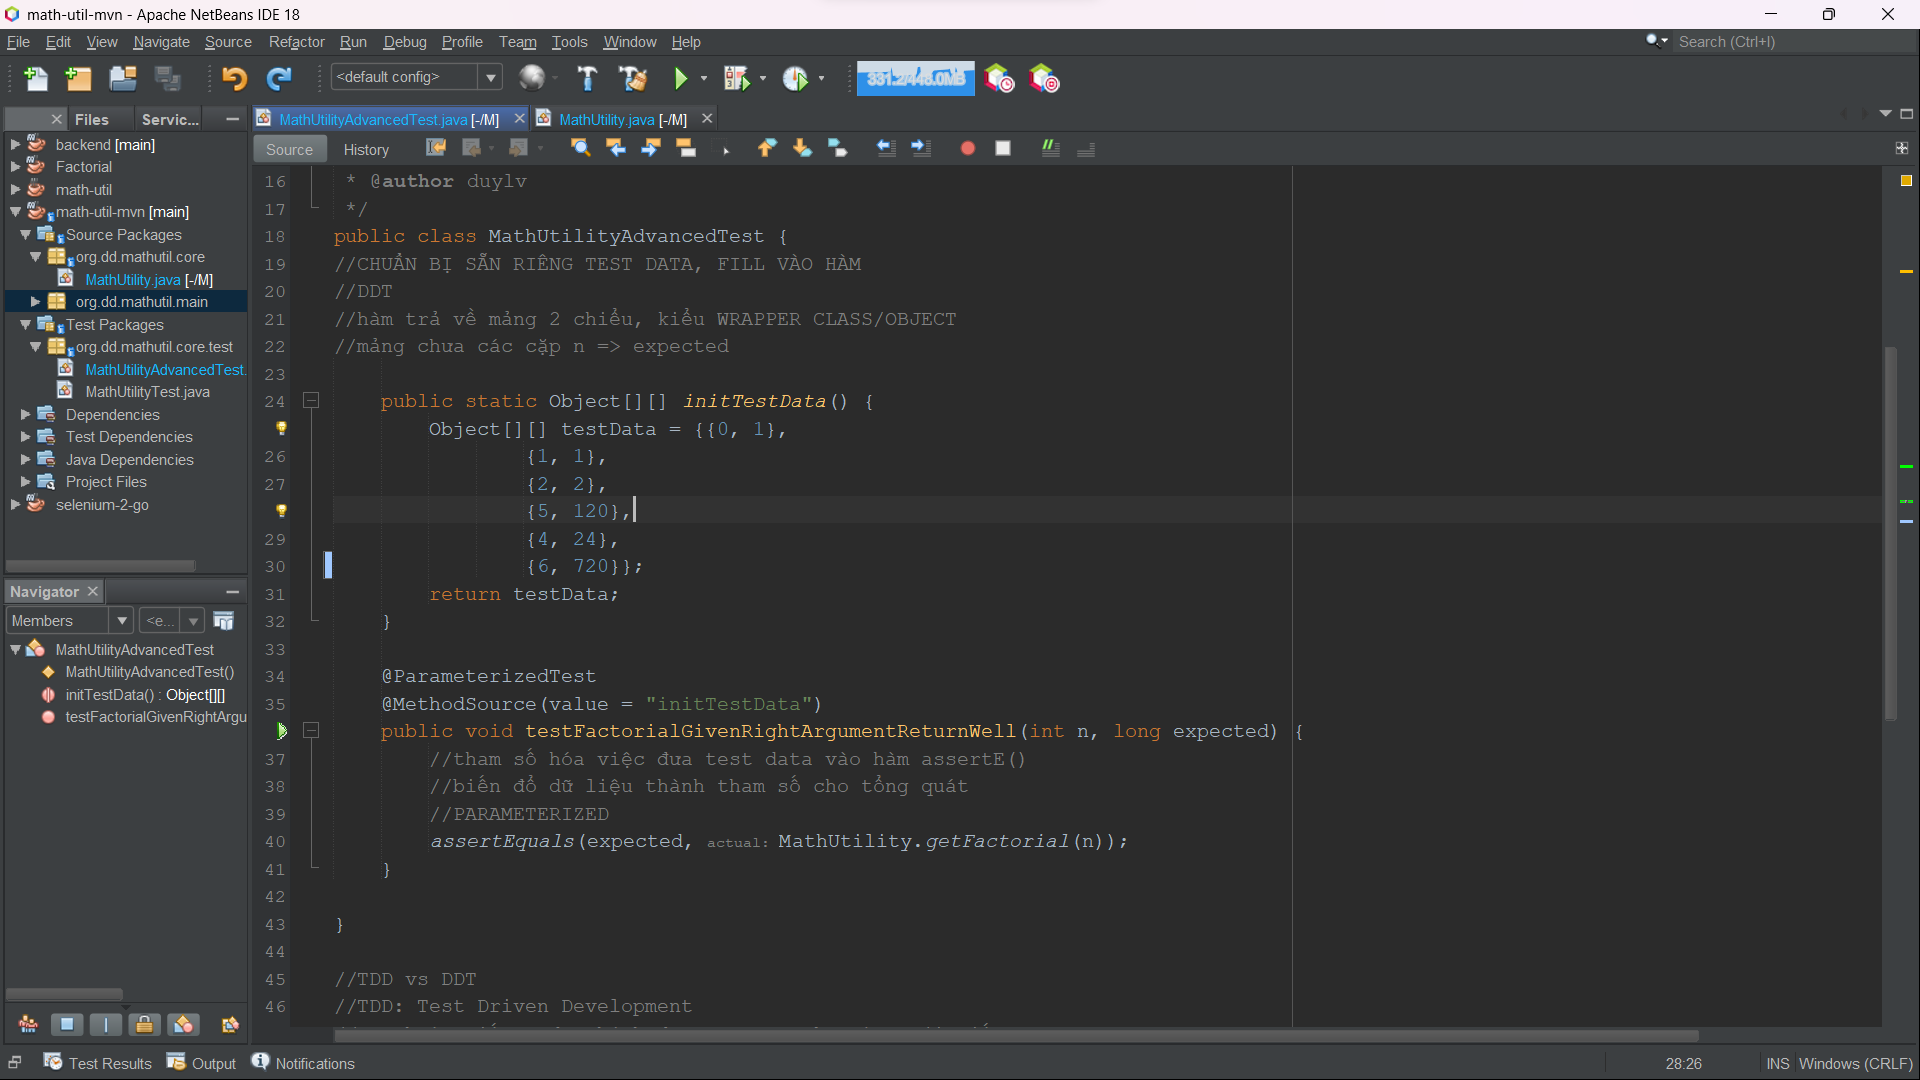 math-util-mvn - Apache NetBeans IDE 18
File Edit View Navigate Source Refactor Run Debug Profile Team Tools Window Help
Search (Ctrl+I)
<default config>
331.2/448.0MB
Files Servic...
MathUtilityAdvancedTest.java [-/M] MathUtility.java [-/M]
Source History
backend [main]
Factorial
math-util
math-util-mvn [main]
Source Packages
org.dd.mathutil.core
MathUtility.java [-/M]
org.dd.mathutil.main
Test Packages
org.dd.mathutil.core.test
MathUtilityAdvancedTest.
MathUtilityTest.java
Dependencies
Test Dependencies
Java Dependencies
Project Files
selenium-2-go
Navigator
Members <e...
MathUtilityAdvancedTest
MathUtilityAdvancedTest()
initTestData() : Object[][]
testFactorialGivenRightArgu
16 * @author duylv
17 */
18 public class MathUtilityAdvancedTest {
19 //CHUẨN BỊ SẴN RIÊNG TEST DATA, FILL VÀO HÀM
20 //DDT
21 //hàm trả về mảng 2 chiều, kiểu WRAPPER CLASS/OBJECT
22 //mảng chưa các cặp n => expected
23
24 public static Object[][] initTestData() {
Object[][] testData = {{0, 1},
26 {1, 1},
27 {2, 2},
{5, 120},
29 {4, 24},
30 {6, 720}};
31 return testData;
32 }
33
34 @ParameterizedTest
35 @MethodSource(value = "initTestData")
public void testFactorialGivenRightArgumentReturnWell(int n, long expected) {
37 //tham số hóa việc đưa test data vào hàm assertE()
38 //biến đổ dữ liệu thành tham số cho tổng quát
39 //PARAMETERIZED
40 assertEquals(expected, actual: MathUtility.getFactorial(n));
41 }
42
43 }
44
45 //TDD vs DDT
46 //TDD: Test Driven Development
Test Results Output Notifications
28:26 INS Windows (CRLF)